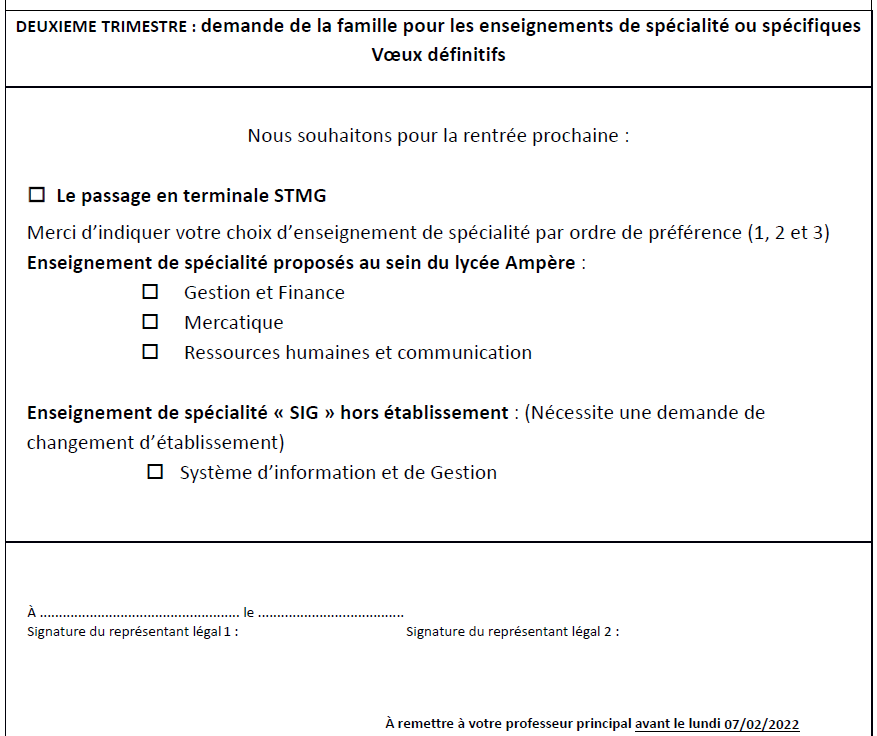 DEUXIEME TRIMESTRE : demande de la famille pour les enseignements de spécialité ou spécifiques
Vœux définitifs
Nous souhaitons pour la rentrée prochaine :
☐ Le passage en terminale STMG
Merci d’indiquer votre choix d’enseignement de spécialité par ordre de préférence (1, 2 et 3)
Enseignement de spécialité proposés au sein du lycée Ampère :
☐ Gestion et Finance
☐ Mercatique
☐ Ressources humaines et communication
Enseignement de spécialité « SIG » hors établissement : (Nécessite une demande de
changement d’établissement)
☐ Système d’information et de Gestion
À .................................................... le ......................................
Signature du représentant légal 1 : Signature du représentant légal 2 :
À remettre à votre professeur principal avant le lundi 07/02/2022